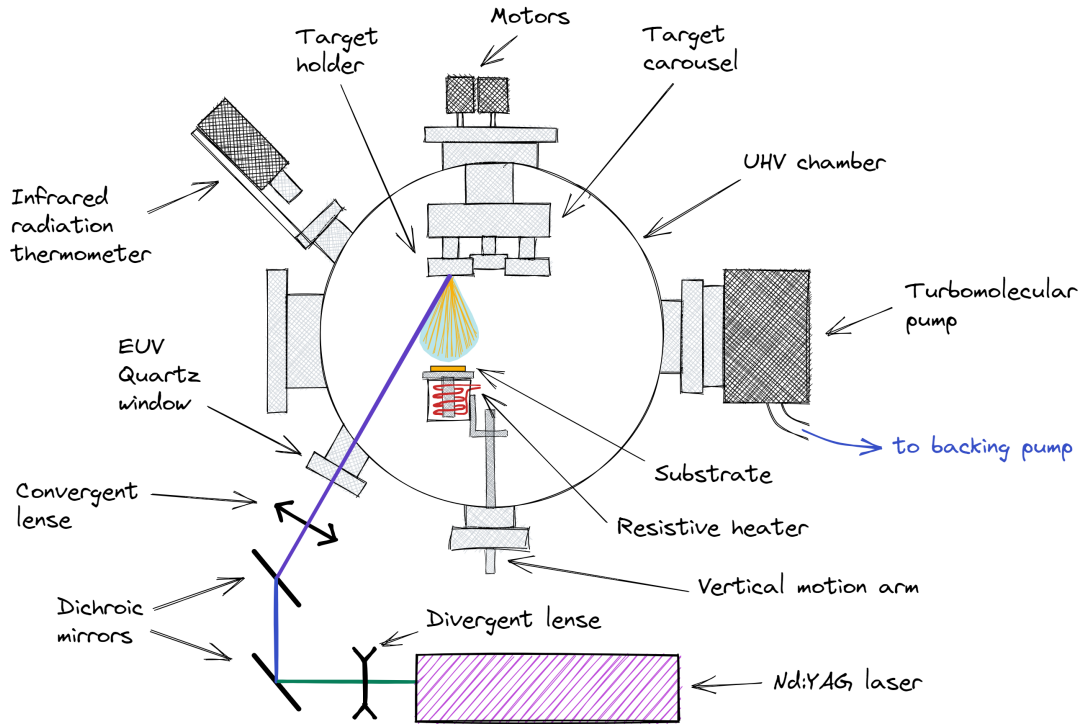 Motors
Target
holder
Target
carousel
UHV chamber
Infrared
radiation
thermometer
Turbomolecular
pump
EUV
Quartz
window
to backing pump
Substrate
Convergent
lense
Resistive heater
Vertical motion arm
Dichroic
mirrors
Divergent lense
Nd:YAG laser